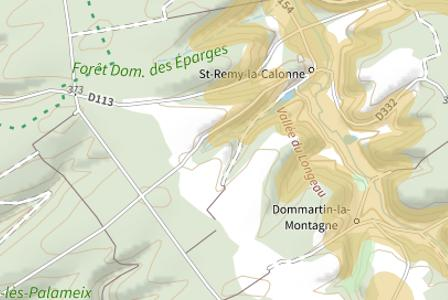 154
Forêt Dom. des Éparges
St-Remy-la-Calonne
373
D113
D332
Vallée du Longeau
Dommartin-la-
Montagne
-lès-Palameix